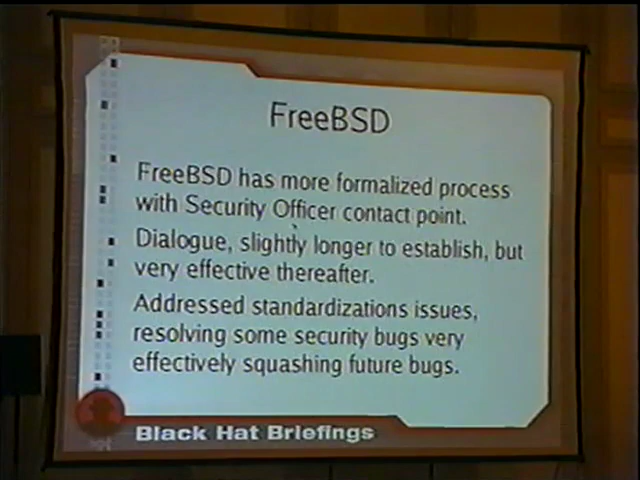 FreeBSD
FreeBSD has more formalized process
with Security Officer contact point.
Dialogue, slightly longer to establish, but
very effective thereafter.
Addressed standardizations issues,
resolving some security bugs very
effectively squashing future bugs.
Black Hat Briefings